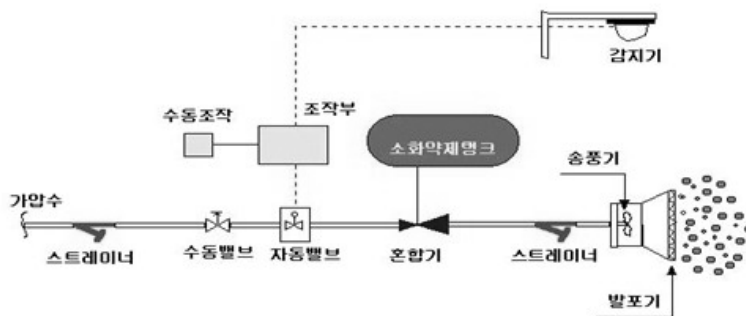 감지기
수동조작
조작부
소화약제탱크
송풍기
가압수
스트레이너
수동밸브
자동밸브
혼합기
스트레이너
발포기